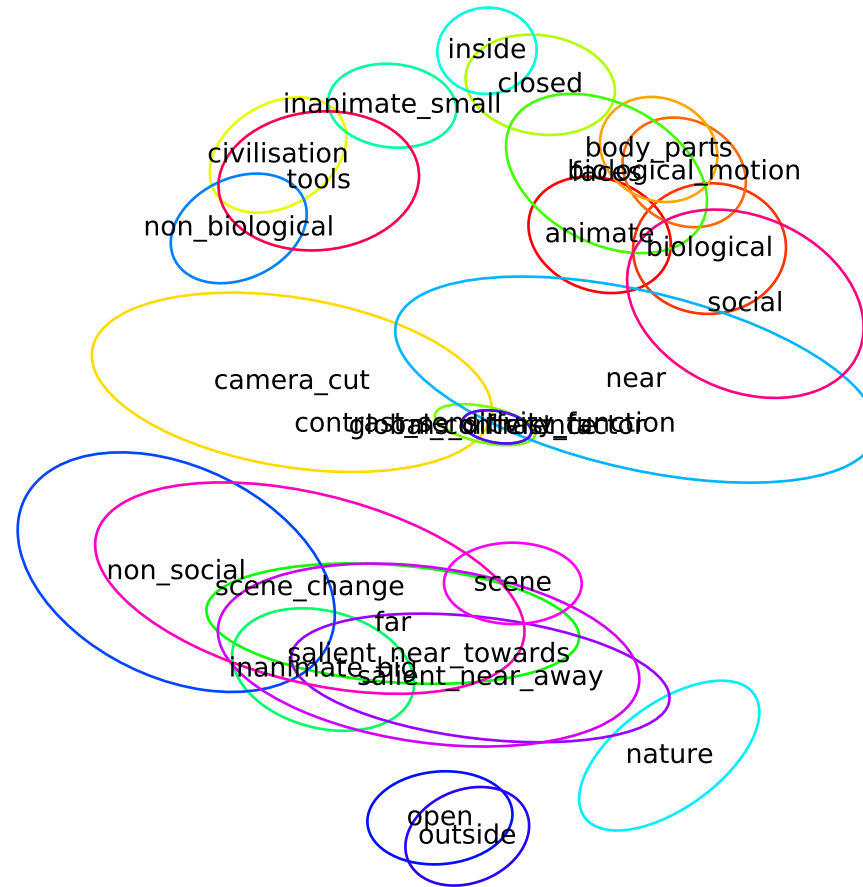 inside
closed
inanimate_small
body_parts
civilisation
biological_motion
faces
tools
non_biological
animate
biological
social
near
camera_cut
contrast_sensitivity_function
non_social
scene
scene_change
far
salient_near_towards
inanimate_big
salient_near_away
nature
open
outside